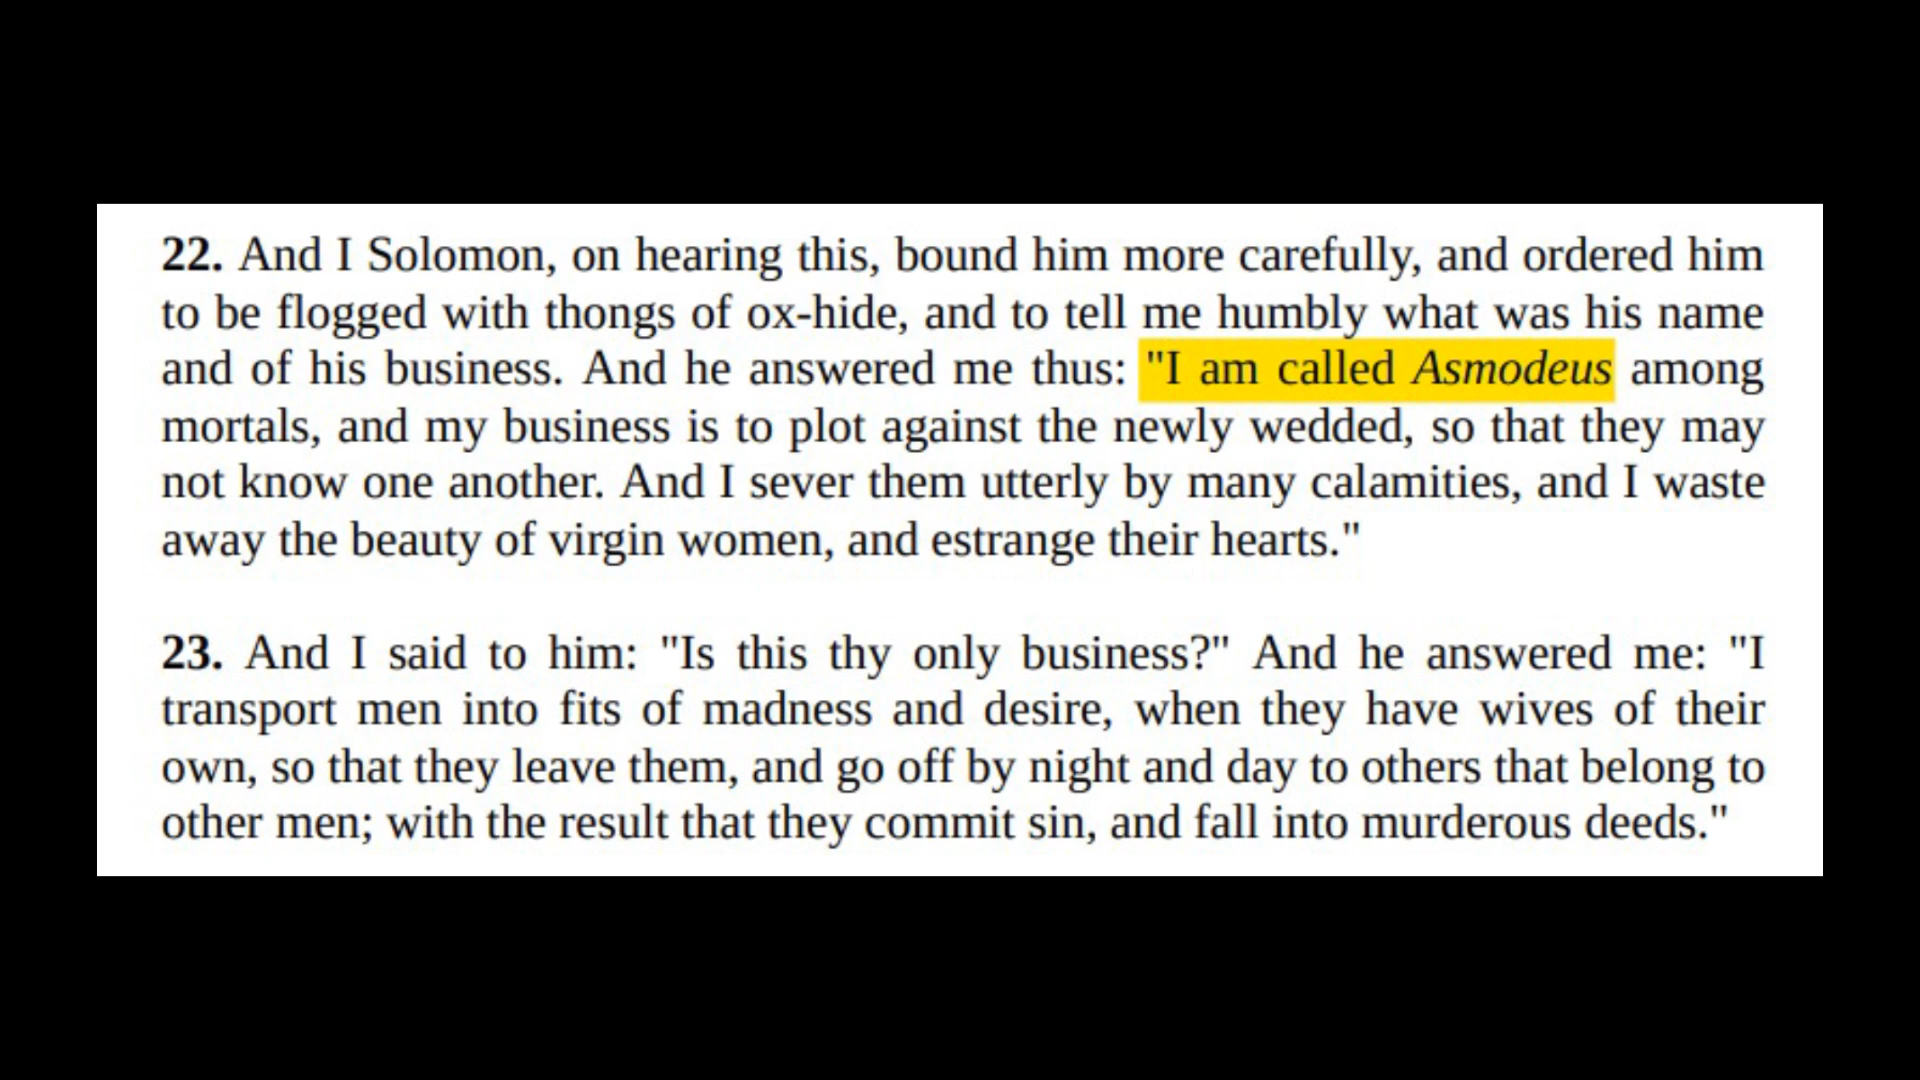 22. And I Solomon, on hearing this, bound him more carefully, and ordered him
to be flogged with thongs of ox-hide, and to tell me humbly what was his name
and of his business. And he answered me thus: "I am called Asmodeus among
mortals, and my business is to plot against the newly wedded, so that they may
not know one another. And I sever them utterly by many calamities, and I waste
away the beauty of virgin women, and estrange their hearts."
23. And I said to him: "Is this thy only business?" And he answered me: "I
transport men into fits of madness and desire, when they have wives of their
own, so that they leave them, and go off by night and day to others that belong to
other men; with the result that they commit sin, and fall into murderous deeds."